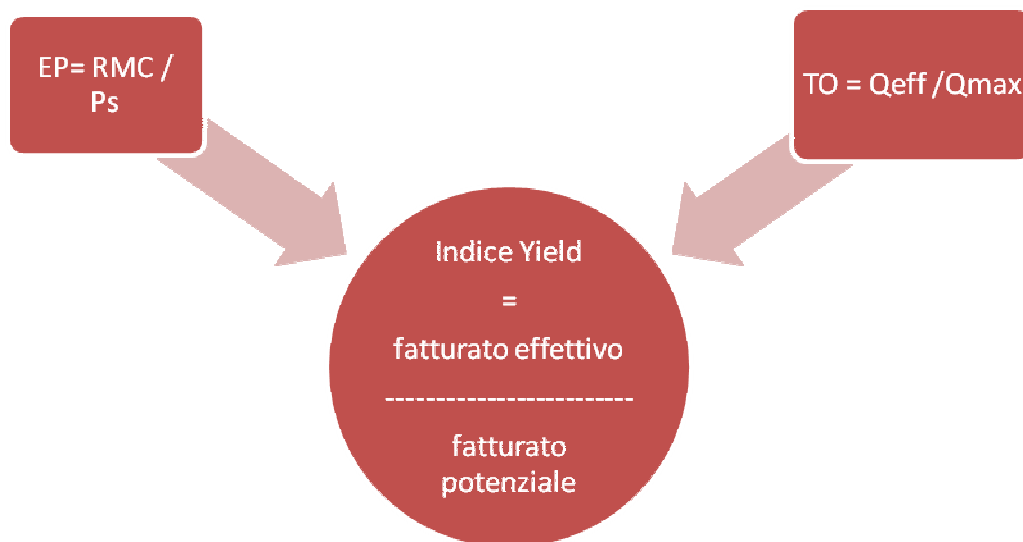 EP= RMC /
Ps
TO = Qeff /Qmax
Indice Yield
=
fatturato effettivo
-------------------------
fatturato
potenziale